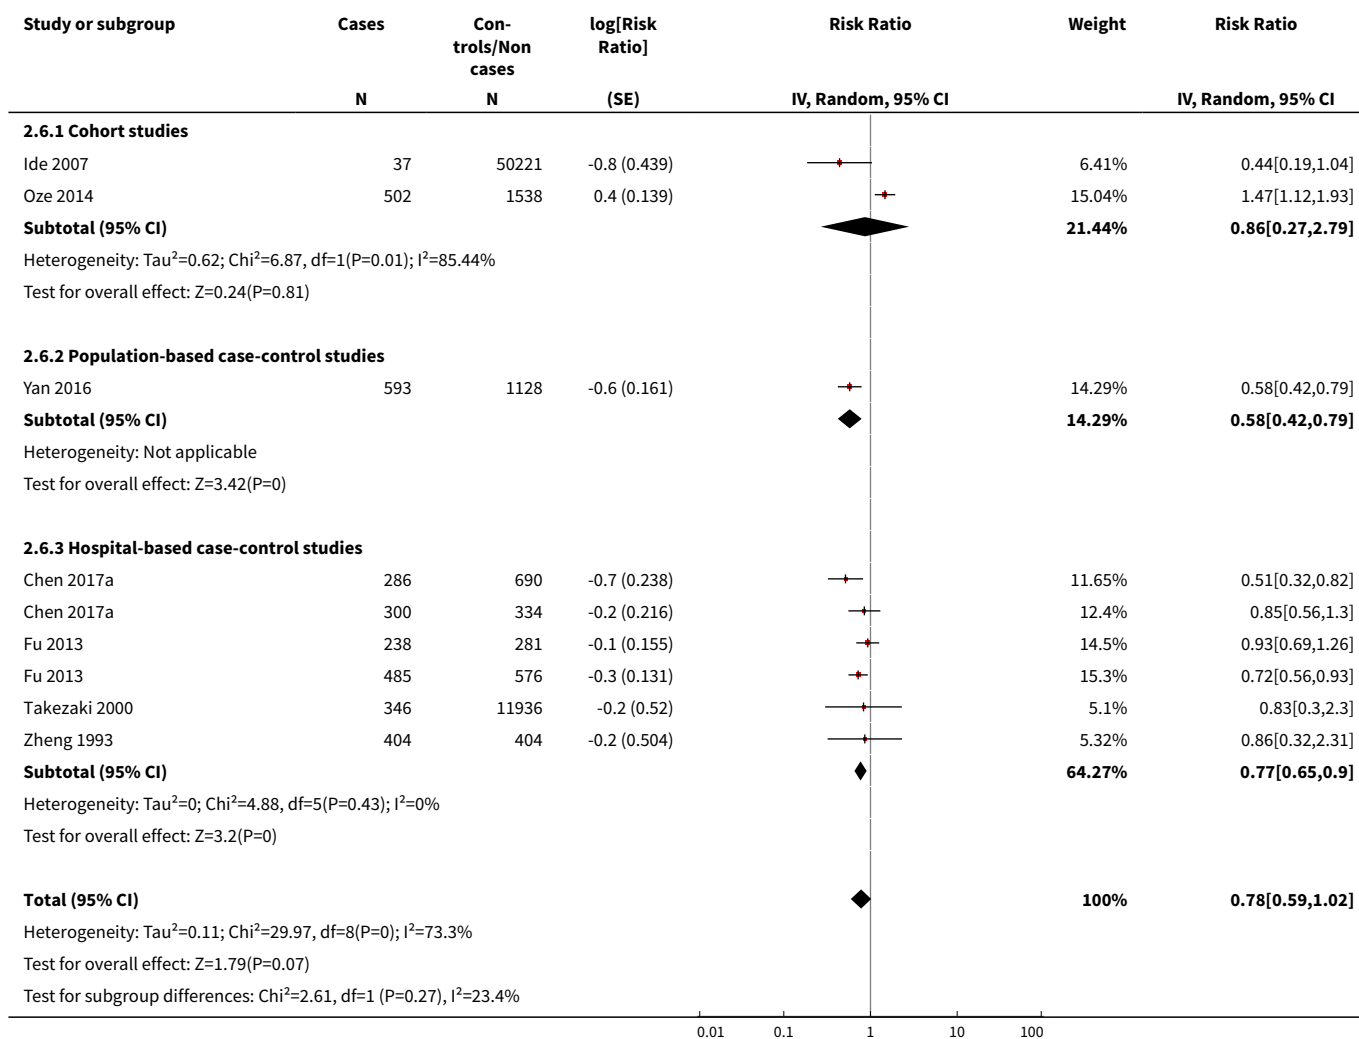 Study or subgroup Cases Con- log[Risk Risk Ratio Weight Risk Ratio
trols/Non Ratio]
cases
N N (SE) IV, Random, 95% CI IV, Random, 95% CI
2.6.1 Cohort studies
Ide 2007 37 50221 -0.8 (0.439) 6.41% 0.44[0.19,1.04]
Oze 2014 502 1538 0.4 (0.139) 15.04% 1.47[1.12,1.93]
Subtotal (95% CI) 21.44% 0.86[0.27,2.79]
Heterogeneity: Tau²=0.62; Chi²=6.87, df=1(P=0.01); I²=85.44%
Test for overall effect: Z=0.24(P=0.81)
2.6.2 Population-based case-control studies
Yan 2016 593 1128 -0.6 (0.161) 14.29% 0.58[0.42,0.79]
Subtotal (95% CI) 14.29% 0.58[0.42,0.79]
Heterogeneity: Not applicable
Test for overall effect: Z=3.42(P=0)
2.6.3 Hospital-based case-control studies
Chen 2017a 286 690 -0.7 (0.238) 11.65% 0.51[0.32,0.82]
Chen 2017a 300 334 -0.2 (0.216) 12.4% 0.85[0.56,1.3]
Fu 2013 238 281 -0.1 (0.155) 14.5% 0.93[0.69,1.26]
Fu 2013 485 576 -0.3 (0.131) 15.3% 0.72[0.56,0.93]
Takezaki 2000 346 11936 -0.2 (0.52) 5.1% 0.83[0.3,2.3]
Zheng 1993 404 404 -0.2 (0.504) 5.32% 0.86[0.32,2.31]
Subtotal (95% CI) 64.27% 0.77[0.65,0.9]
Heterogeneity: Tau²=0; Chi²=4.88, df=5(P=0.43); I²=0%
Test for overall effect: Z=3.2(P=0)
Total (95% CI) 100% 0.78[0.59,1.02]
Heterogeneity: Tau²=0.11; Chi²=29.97, df=8(P=0); I²=73.3%
Test for overall effect: Z=1.79(P=0.07)
Test for subgroup differences: Chi²=2.61, df=1 (P=0.27), I²=23.4%
0.01 0.1 1 10 100